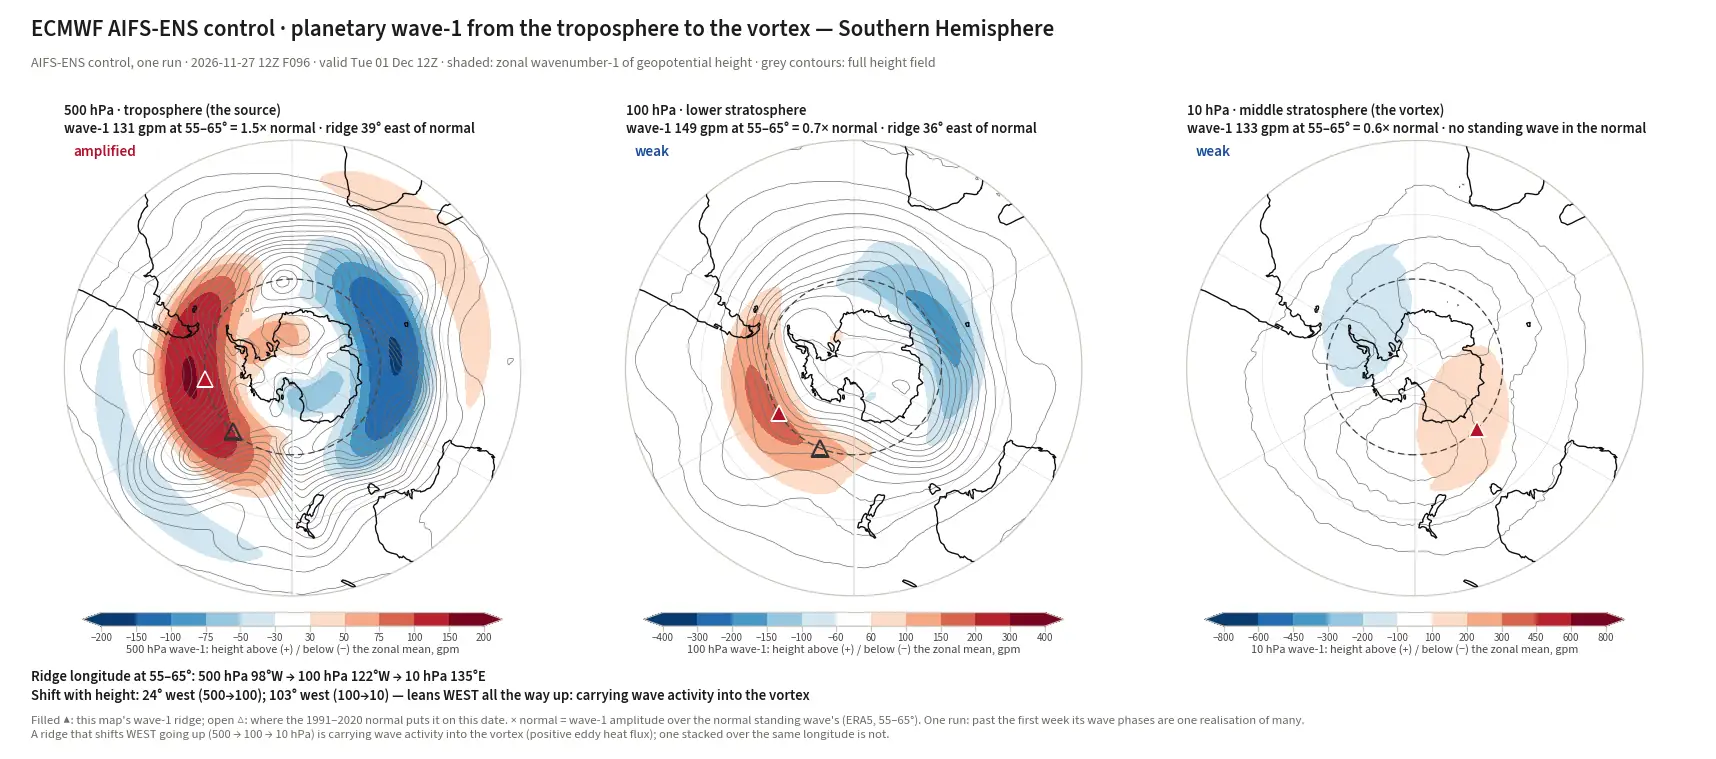 ECMWF AIFS-ENS control · planetary wave-1 from the troposphere to the vortex — Southern Hemisphere
AIFS-ENS control, one run · 2026-11-27 12Z F096 · valid Tue 01 Dec 12Z · shaded: zonal wavenumber-1 of geopotential height · grey contours: full height field
500 hPa · troposphere (the source)
wave-1 131 gpm at 55–65° = 1.5× normal · ridge 39° east of normal
amplified
100 hPa · lower stratosphere
wave-1 149 gpm at 55–65° = 0.7× normal · ridge 36° east of normal
weak
10 hPa · middle stratosphere (the vortex)
wave-1 133 gpm at 55–65° = 0.6× normal · no standing wave in the normal
weak
−200 −150 −100 −75 −50 −30 30 50 75 100 150 200
500 hPa wave-1: height above (+) / below (−) the zonal mean, gpm
−400 −300 −200 −150 −100 −60 60 100 150 200 300 400
100 hPa wave-1: height above (+) / below (−) the zonal mean, gpm
−800 −600 −450 −300 −200 −100 100 200 300 450 600 800
10 hPa wave-1: height above (+) / below (−) the zonal mean, gpm
Ridge longitude at 55–65°: 500 hPa 98°W → 100 hPa 122°W → 10 hPa 135°E
Shift with height: 24° west (500→100); 103° west (100→10) — leans WEST all the way up: carrying wave activity into the vortex
Filled ▲: this map's wave-1 ridge; open △: where the 1991–2020 normal puts it on this date. × normal = wave-1 amplitude over the normal standing wave's (ERA5, 55–65°). One run: past the first week its wave phases are one realisation of many.
A ridge that shifts WEST going up (500 → 100 → 10 hPa) is carrying wave activity into the vortex (positive eddy heat flux); one stacked over the same longitude is not.